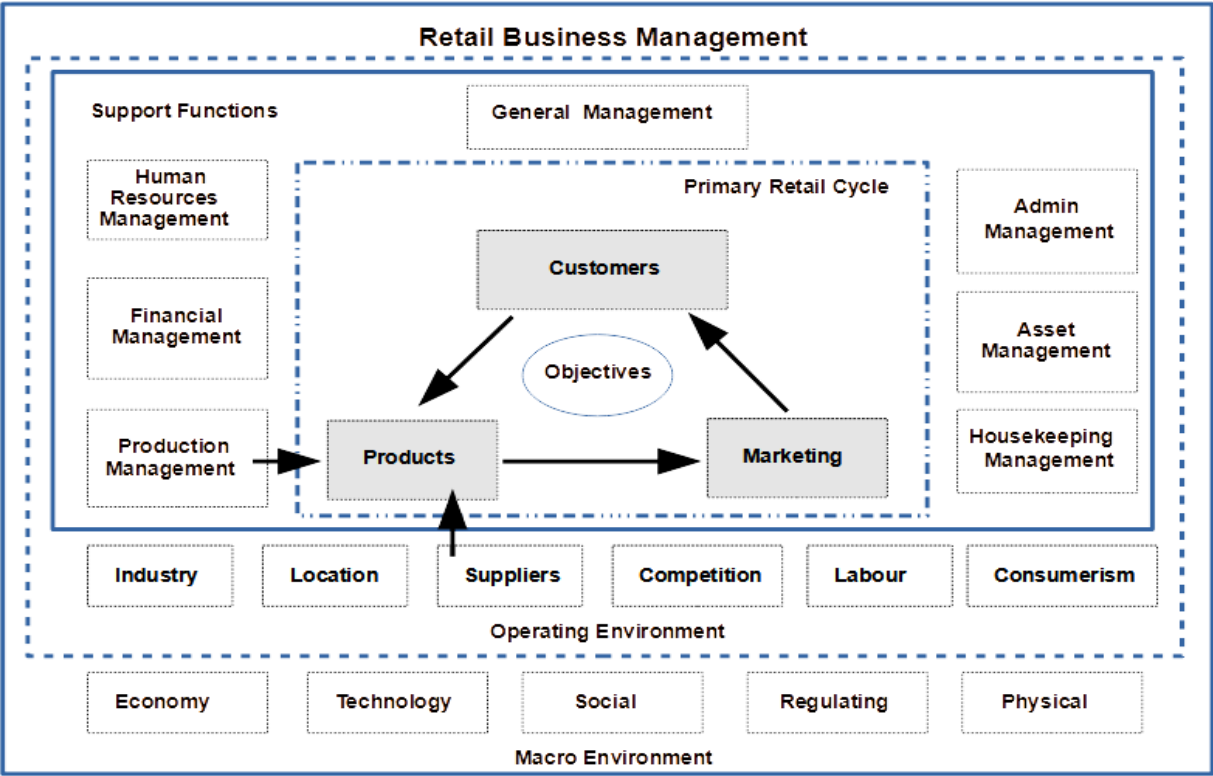 Retail Business Management
Support Functions
General Management
Human
Resources
Management
Primary Retail Cycle
Admin
Management
Customers
Financial
Management
Objectives
Asset
Management
Production
Management
Products
Marketing
Housekeeping
Management
Industry
Location
Suppliers
Competition
Labour
Consumerism
Operating Environment
Economy
Technology
Social
Regulating
Physical
Macro Environment